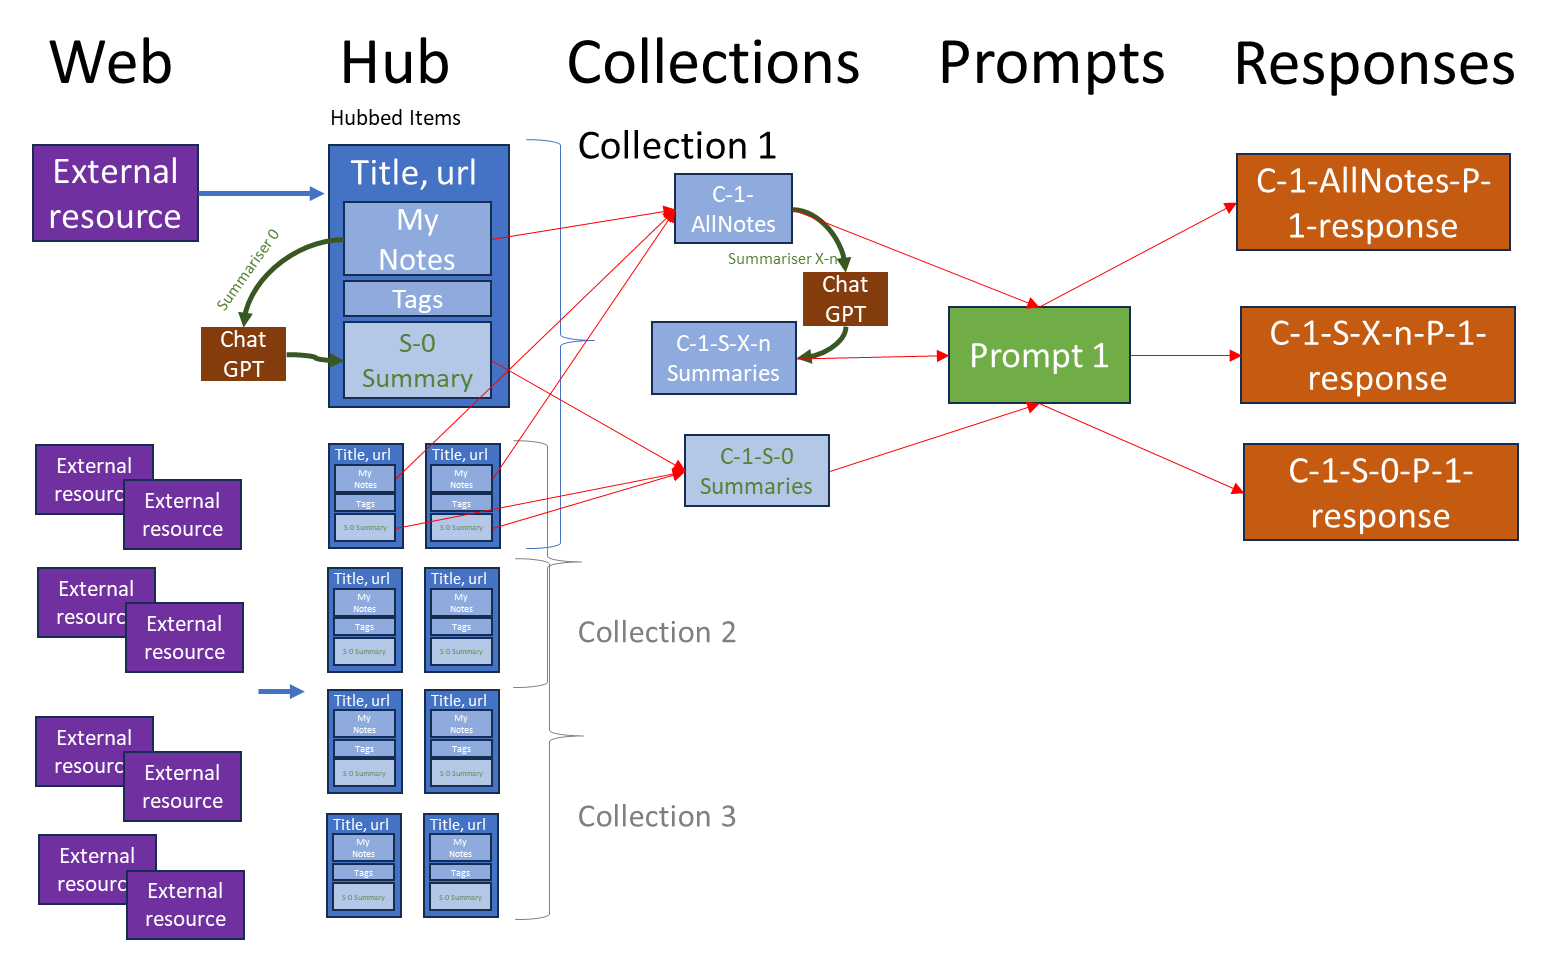 Web
Hub
Collections
Prompts
Responses
Hubbed Items
External
resource
Title, url
My
Notes
Tags
S-0
Summary
Summariser 0
Chat
GPT
Collection 1
C-1-
AllNotes
Summariser X-n
Chat
GPT
C-1-S-X-n
Summaries
C-1-S-0
Summaries
Prompt 1
C-1-AllNotes-P-
1-response
C-1-S-X-n-P-1-
response
C-1-S-0-P-1-
response
External
resource
External
resource
Title, url
My
Notes
Tags
S 0 Summary
Title, url
My
Notes
Tags
S 0 Summary
External
resource
External
resource
Title, url
My
Notes
Tags
S 0 Summary
Title, url
My
Notes
Tags
S 0 Summary
Collection 2
External
resource
External
resource
Title, url
My
Notes
Tags
S 0 Summary
Title, url
My
Notes
Tags
S 0 Summary
Collection 3
External
resource
External
resource
Title, url
My
Notes
Tags
S 0 Summary
Title, url
My
Notes
Tags
S 0 Summary